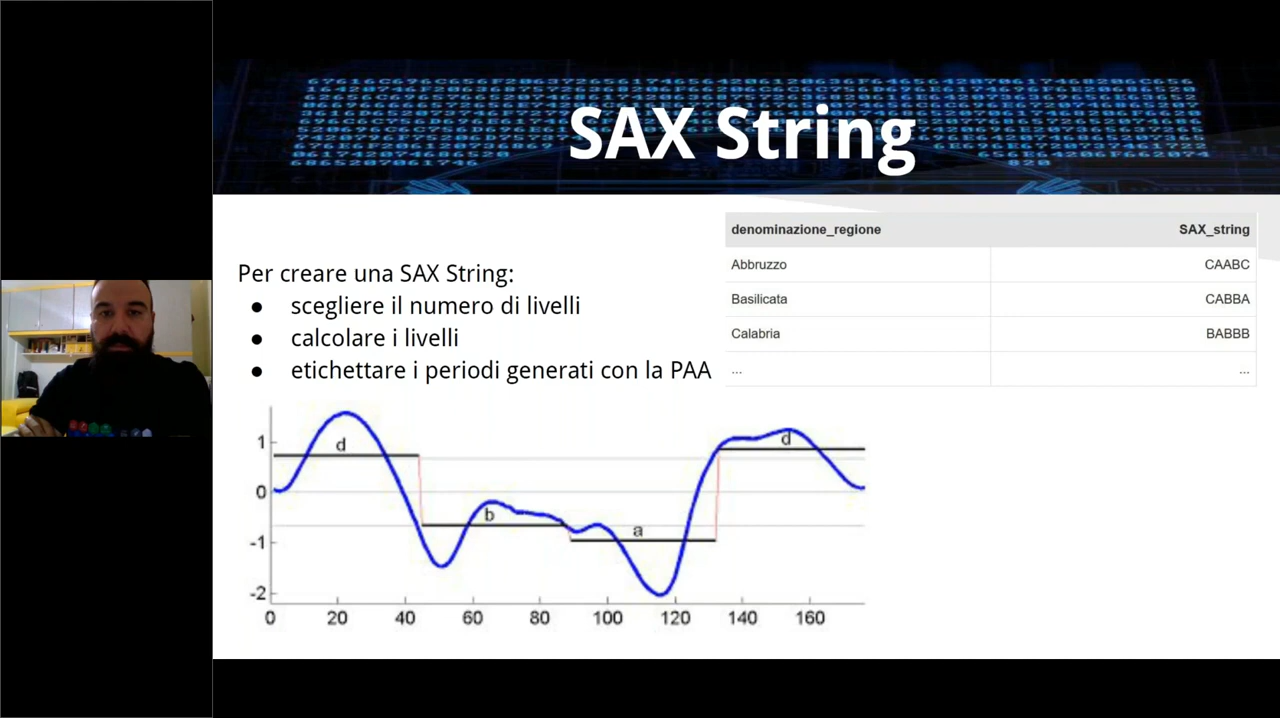 SAX String
Per creare una SAX String:
● scegliere il numero di livelli
● calcolare i livelli
● etichettare i periodi generati con la PAA
denominazione_regione SAX_string
Abbruzzo CAABC
Basilicata CABBA
Calabria BABBB
... ...
d
d
b
a
1
0
-1
-2
0 20 40 60 80 100 120 140 160